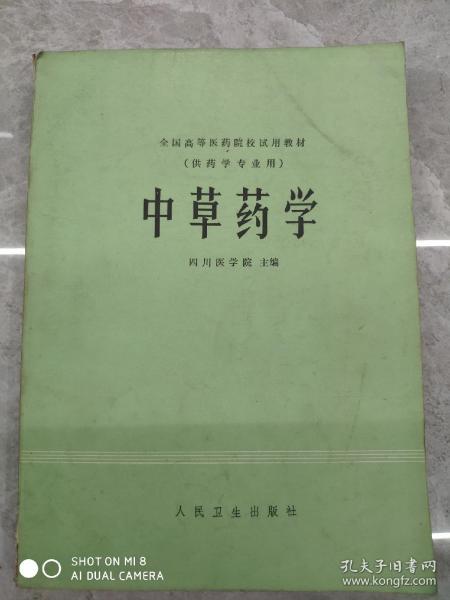 全国高等医药院校试用教材
(供药学专业用)
中草药学
四川医学院 主编
人民卫生出版社
SHOT ON MI 8
AI DUAL CAMERA
孔夫子旧书网
www.kongfz.com